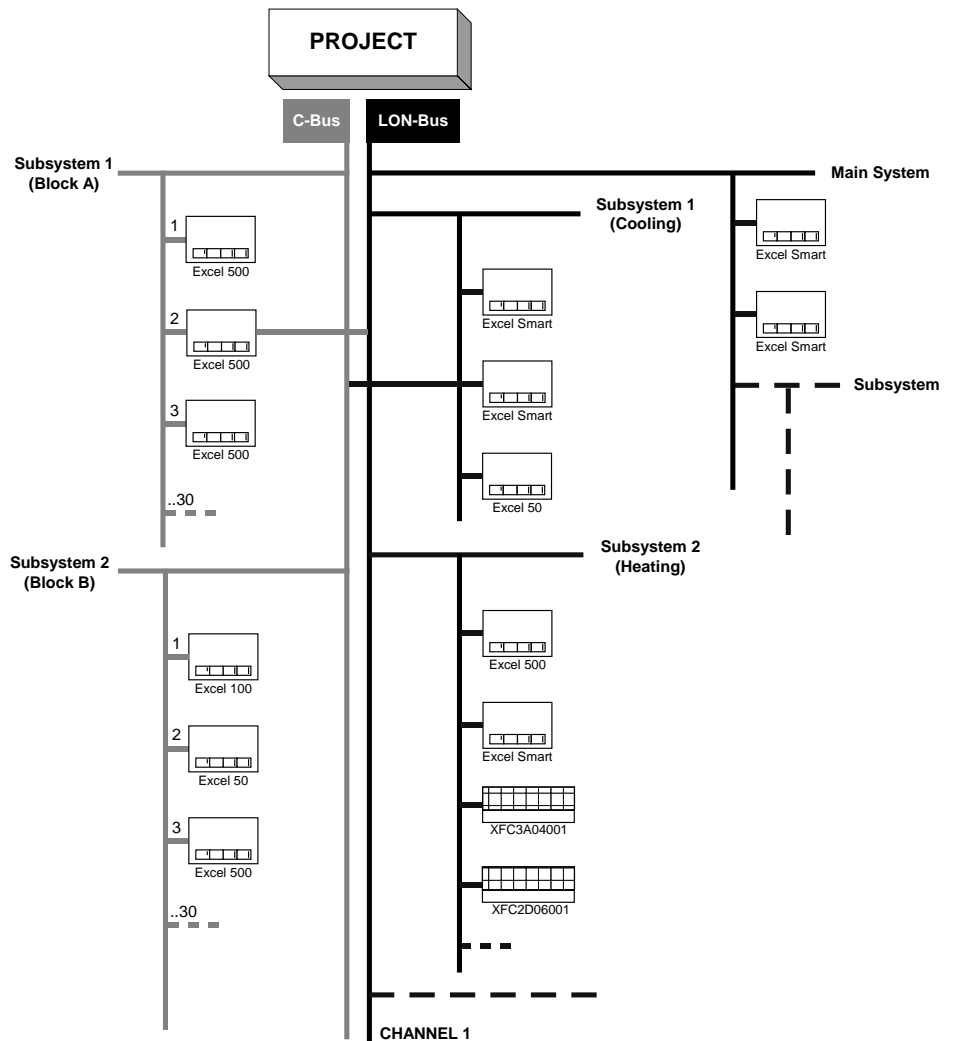 PROJECT
C-Bus
LON-Bus
Subsystem 1
(Block A)
1
Excel 500
2
Excel 500
3
Excel 500
..30
Subsystem 2
(Block B)
1
Excel 100
2
Excel 50
3
Excel 500
..30
Subsystem 1
(Cooling)
Excel Smart
Excel Smart
Excel 50
Subsystem 2
(Heating)
Excel 500
Excel Smart
XFC3A04001
XFC2D06001
CHANNEL 1
Main System
Excel Smart
Excel Smart
Subsystem